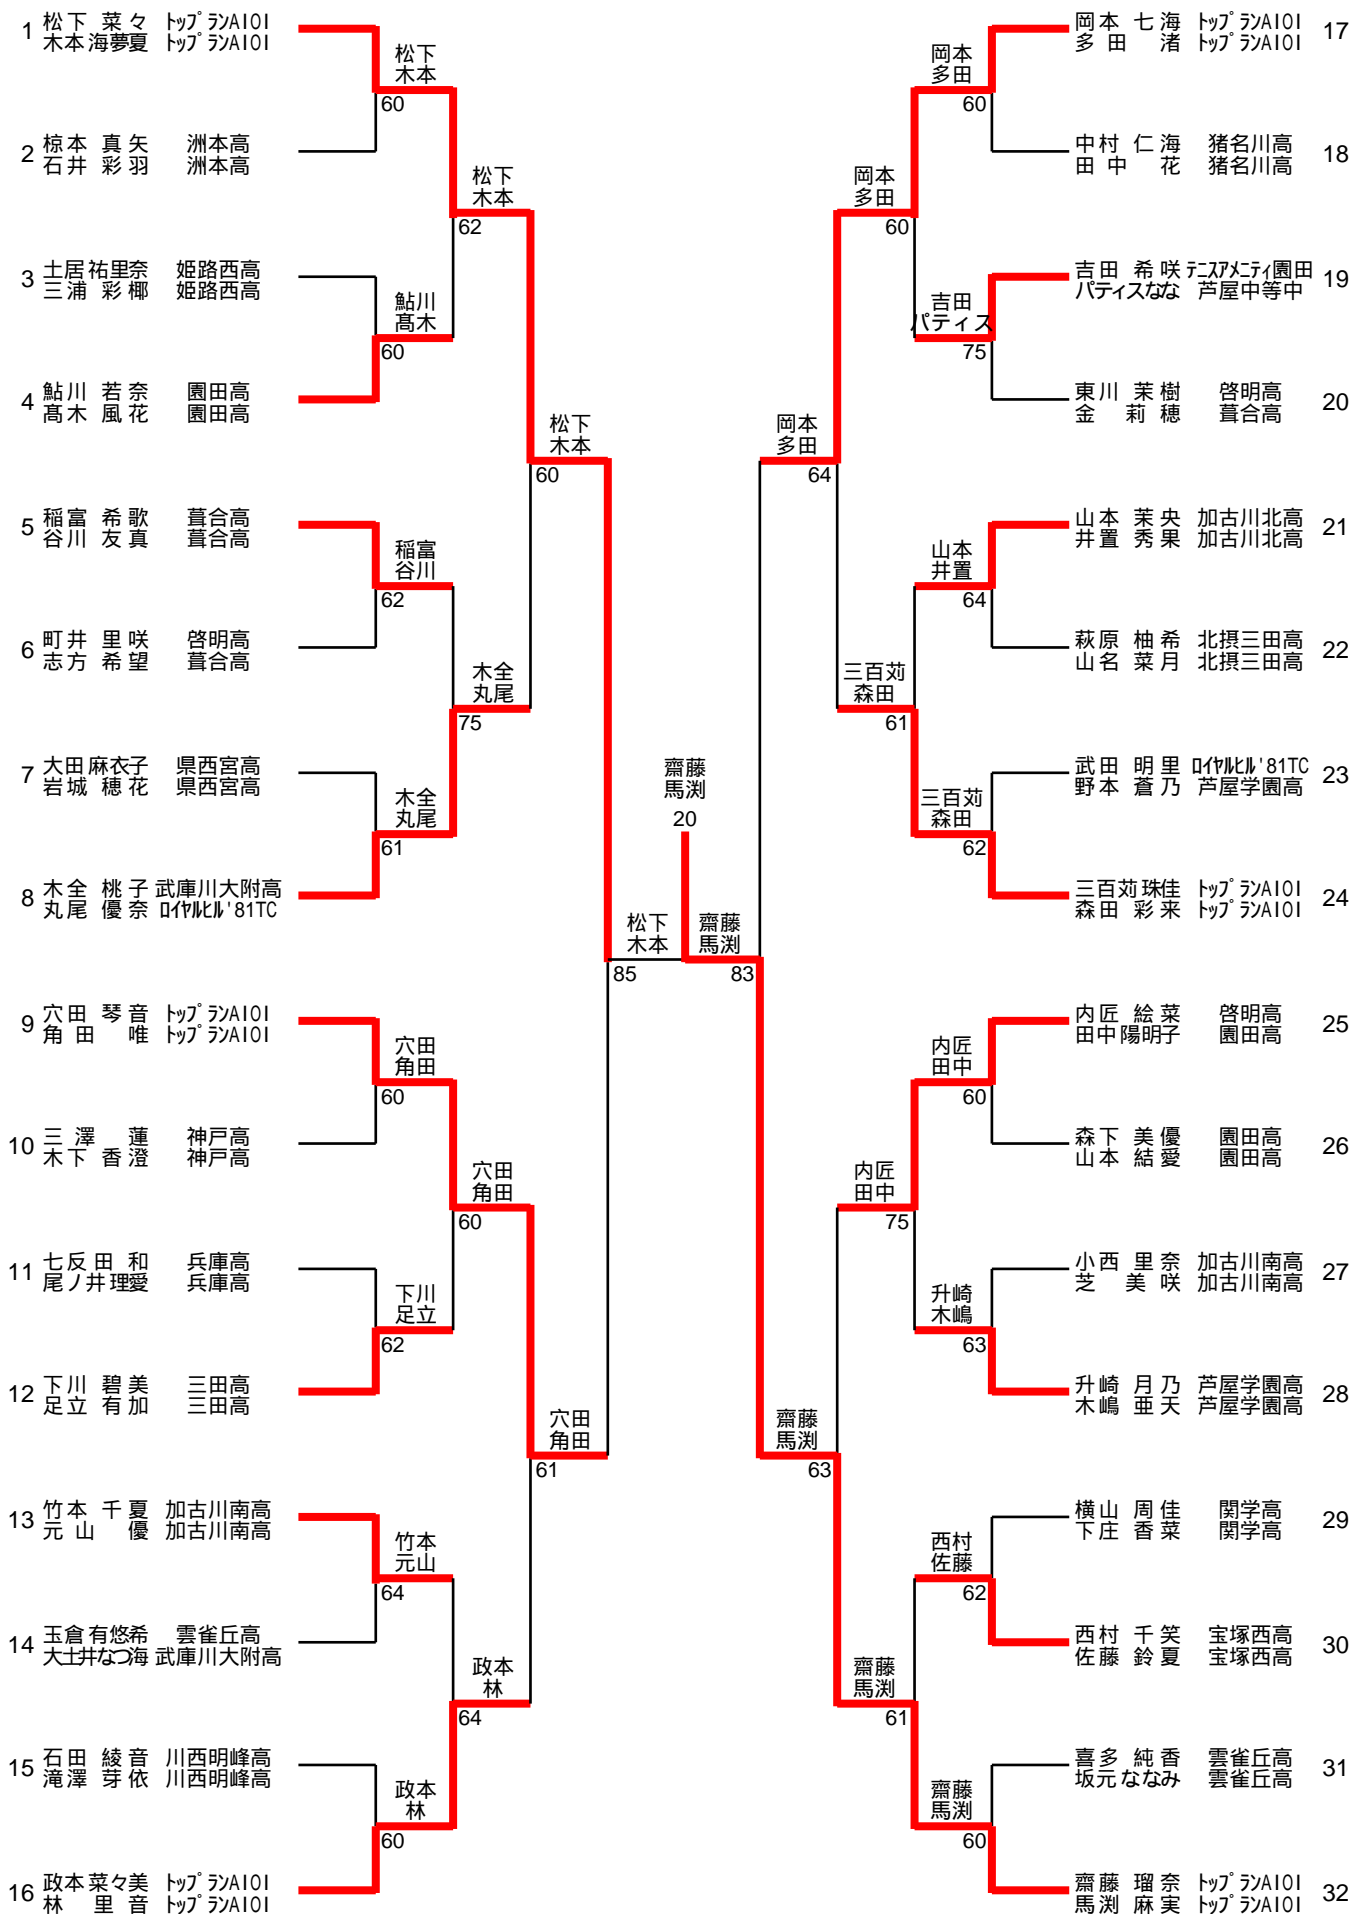 1 松下 菜々 トップランAIOI
木本海夢夏 トップランAIOI
2 椋本 真矢 洲本高
石井 彩羽 洲本高
3 土居祐里奈 姫路西高
三浦 彩椰 姫路西高
4 鮎川 若奈 園田高
髙木 風花 園田高
5 稲富 希歌 葺合高
谷川 友真 葺合高
6 町井 里咲 啓明高
志方 希望 葺合高
7 大田麻衣子 県西宮高
岩城 穂花 県西宮高
8 木全 桃子 武庫川大附高
丸尾 優奈 ロイヤルヒル'81TC
9 穴田 琴音 トップランAIOI
角田 唯 トップランAIOI
10 三澤 蓮 神戸高
木下 香澄 神戸高
11 七反田 和 兵庫高
尾ノ井理愛 兵庫高
12 下川 碧美 三田高
足立 有加 三田高
13 竹本 千夏 加古川南高
元山 優 加古川南高
14 玉倉有悠希 雲雀丘高
大土井なつ海 武庫川大附高
15 石田 綾音 川西明峰高
滝澤 芽依 川西明峰高
16 政本菜々美 トップランAIOI
林 里音 トップランAIOI
松下
木本
60
鮎川
髙木
60
稲富
谷川
62
木全
丸尾
61
穴田
角田
60
下川
足立
62
竹本
元山
64
政本
林
60
松下
木本
62
木全
丸尾
75
穴田
角田
60
政本
林
64
松下
木本
60
穴田
角田
61
松下
木本
85
齋藤
馬渕
20
齋藤
馬渕
83
岡本
多田
64
齋藤
馬渕
63
岡本
多田
60
三百苅
森田
61
内匠
田中
75
齋藤
馬渕
61
岡本
多田
60
吉田
パティス
75
山本
井置
64
三百苅
森田
62
内匠
田中
60
升崎
木嶋
63
西村
佐藤
62
齋藤
馬渕
60
岡本 七海 トップランAIOI 17
多田 渚 トップランAIOI
中村 仁海 猪名川高 18
田中 花 猪名川高
吉田 希咲 テニスアメニティ園田 19
パティスなな 芦屋中等中
東川 茉樹 啓明高 20
金 莉穂 葺合高
山本 茉央 加古川北高 21
井置 秀果 加古川北高
萩原 柚希 北摂三田高 22
山名 菜月 北摂三田高
武田 明里 ロイヤルヒル'81TC 23
野本 蒼乃 芦屋学園高
三百苅珠佳 トップランAIOI 24
森田 彩来 トップランAIOI
内匠 絵菜 啓明高 25
田中陽明子 園田高
森下 美優 園田高 26
山本 結愛 園田高
小西 里奈 加古川南高 27
芝 美咲 加古川南高
升崎 月乃 芦屋学園高 28
木嶋 亜天 芦屋学園高
横山 周佳 関学高 29
下庄 香菜 関学高
西村 千笑 宝塚西高 30
佐藤 鈴夏 宝塚西高
喜多 純香 雲雀丘高 31
坂元ななみ 雲雀丘高
齋藤 瑠奈 トップランAIOI 32
馬渕 麻実 トップランAIOI